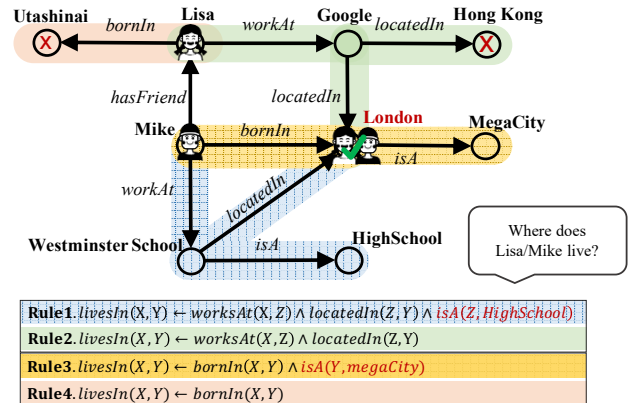 Utashinai bornIn Lisa workAt Google locatedIn Hong Kong
X X
hasFriend locatedIn London
Mike bornIn MegaCity
isA
workAt locatedIn
Westminster School isA HighSchool
Where does
Lisa/Mike live?
Rule1.livesIn(X,Y) ← worksAt(X,Z) ∧ locatedIn(Z,Y) ∧ isA(Z,HighSchool)
Rule2.livesIn(X,Y) ← worksAt(X,Z) ∧ locatedIn(Z,Y)
Rule3.livesIn(X,Y) ← bornIn(X,Y) ∧ isA(Y,megaCity)
Rule4.livesIn(X,Y) ← bornIn(X,Y)